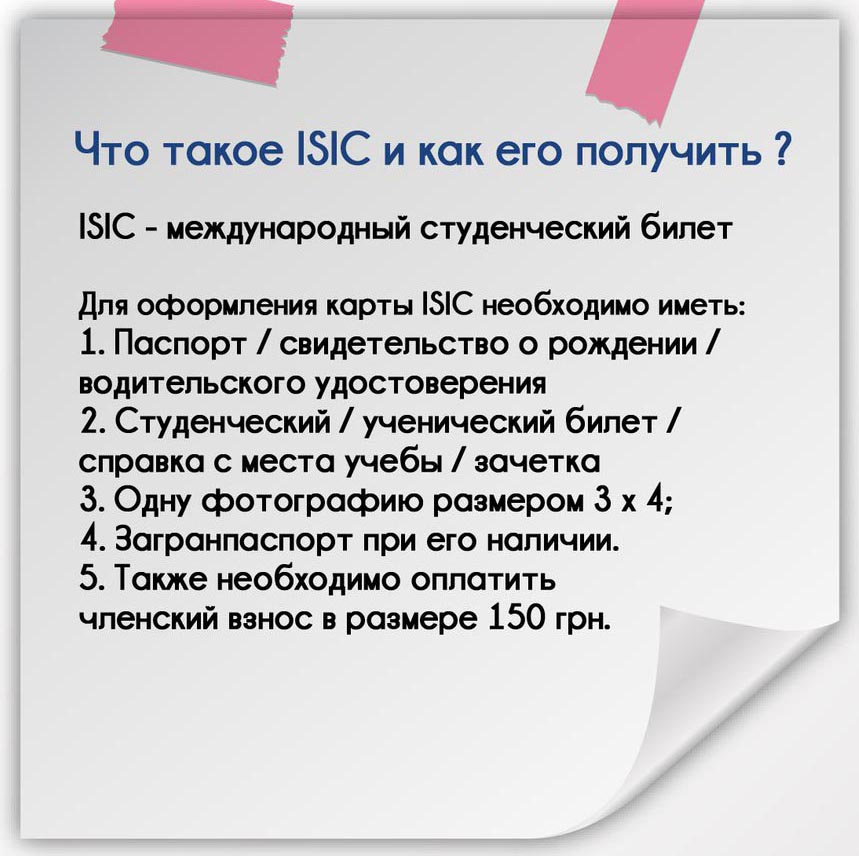 Что такое ISIC и как его получить ?
ISIC - международный студенческий билет
Для оформления карты ISIC необходимо иметь:
1. Паспорт / свидетельство о рождении /
водительского удостоверения
2. Студенческий / ученический билет /
справка с места учебы / зачетка
3. Одну фотографию размером 3 х 4;
4. Загранпаспорт при его наличии.
5. Также необходимо оплатить
членский взнос в размере 150 грн.